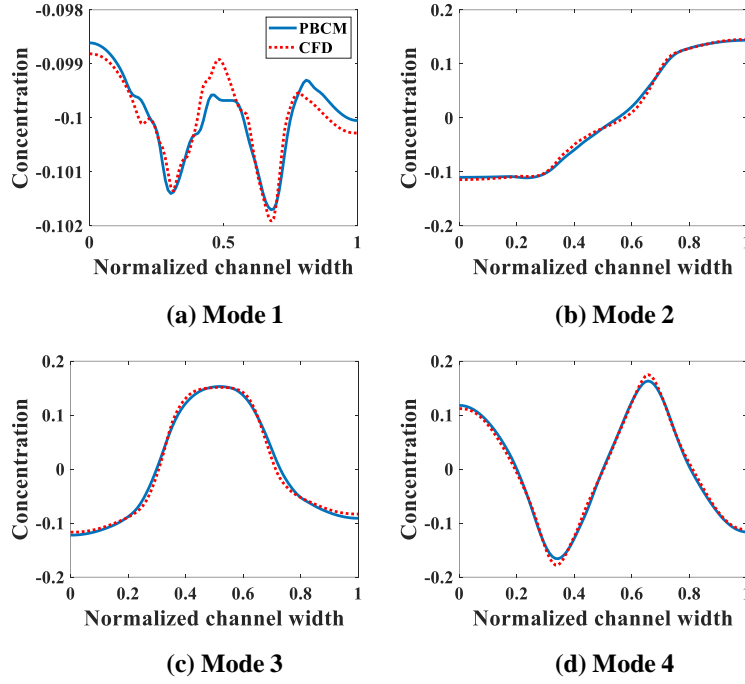 -0.098
-0.099
-0.1
-0.101
-0.102
Concentration
PBCM
CFD
0
0.5
1
Normalized channel width
(a) Mode 1
0.2
0.1
0
-0.1
-0.2
Concentration
0
0.2
0.4
0.6
0.8
1
Normalized channel width
(b) Mode 2
0.2
0.1
0
-0.1
-0.2
Concentration
0
0.2
0.4
0.6
0.8
1
Normalized channel width
(c) Mode 3
0.2
0.1
0
-0.1
-0.2
Concentration
0
0.2
0.4
0.6
0.8
1
Normalized channel width
(d) Mode 4